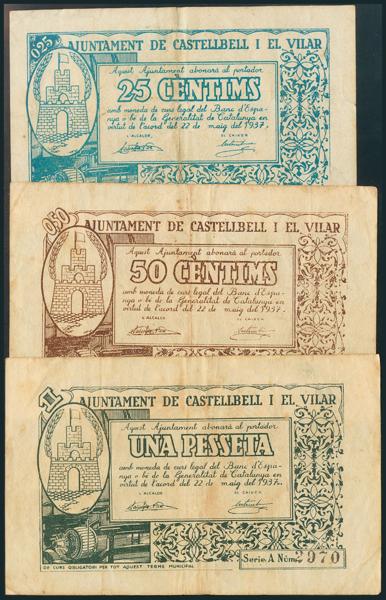 0,25
AJUNTAMENT DE CASTELLBELL I EL VILAR
Aquest Ajuntament abonarà al portador
25 CENTIMS
amb moneda de curs legal del Banc d'Espa-
nya o bé de la Generalitat de Catalunya en
virtut de l'acord del 22 de maig del 1937.
L'ALCALDE, EL CAIXER
0,50
AJUNTAMENT DE CASTELLBELL I EL VILAR
Aquest Ajuntament abonarà al portador
50 CENTIMS
amb moneda de curs legal del Banc d'Espa-
nya o bé de la Generalitat de Catalunya en
virtut de l'acord del 22 de maig del 1937.
L'ALCALDE, EL CAIXER
1
AJUNTAMENT DE CASTELLBELL I EL VILAR
Aquest Ajuntament abonarà al portador
UNA PESSETA
amb moneda de curs legal del Banc d'Espa-
nya o bé de la Generalitat de Catalunya en
virtut de l'acord del 22 de maig del 1937.
L'ALCALDE, EL CAIXER
Serie A Núm. 2970
DE CURS OBLIGATORI PER TOT AQUEST TERME MUNICIPAL